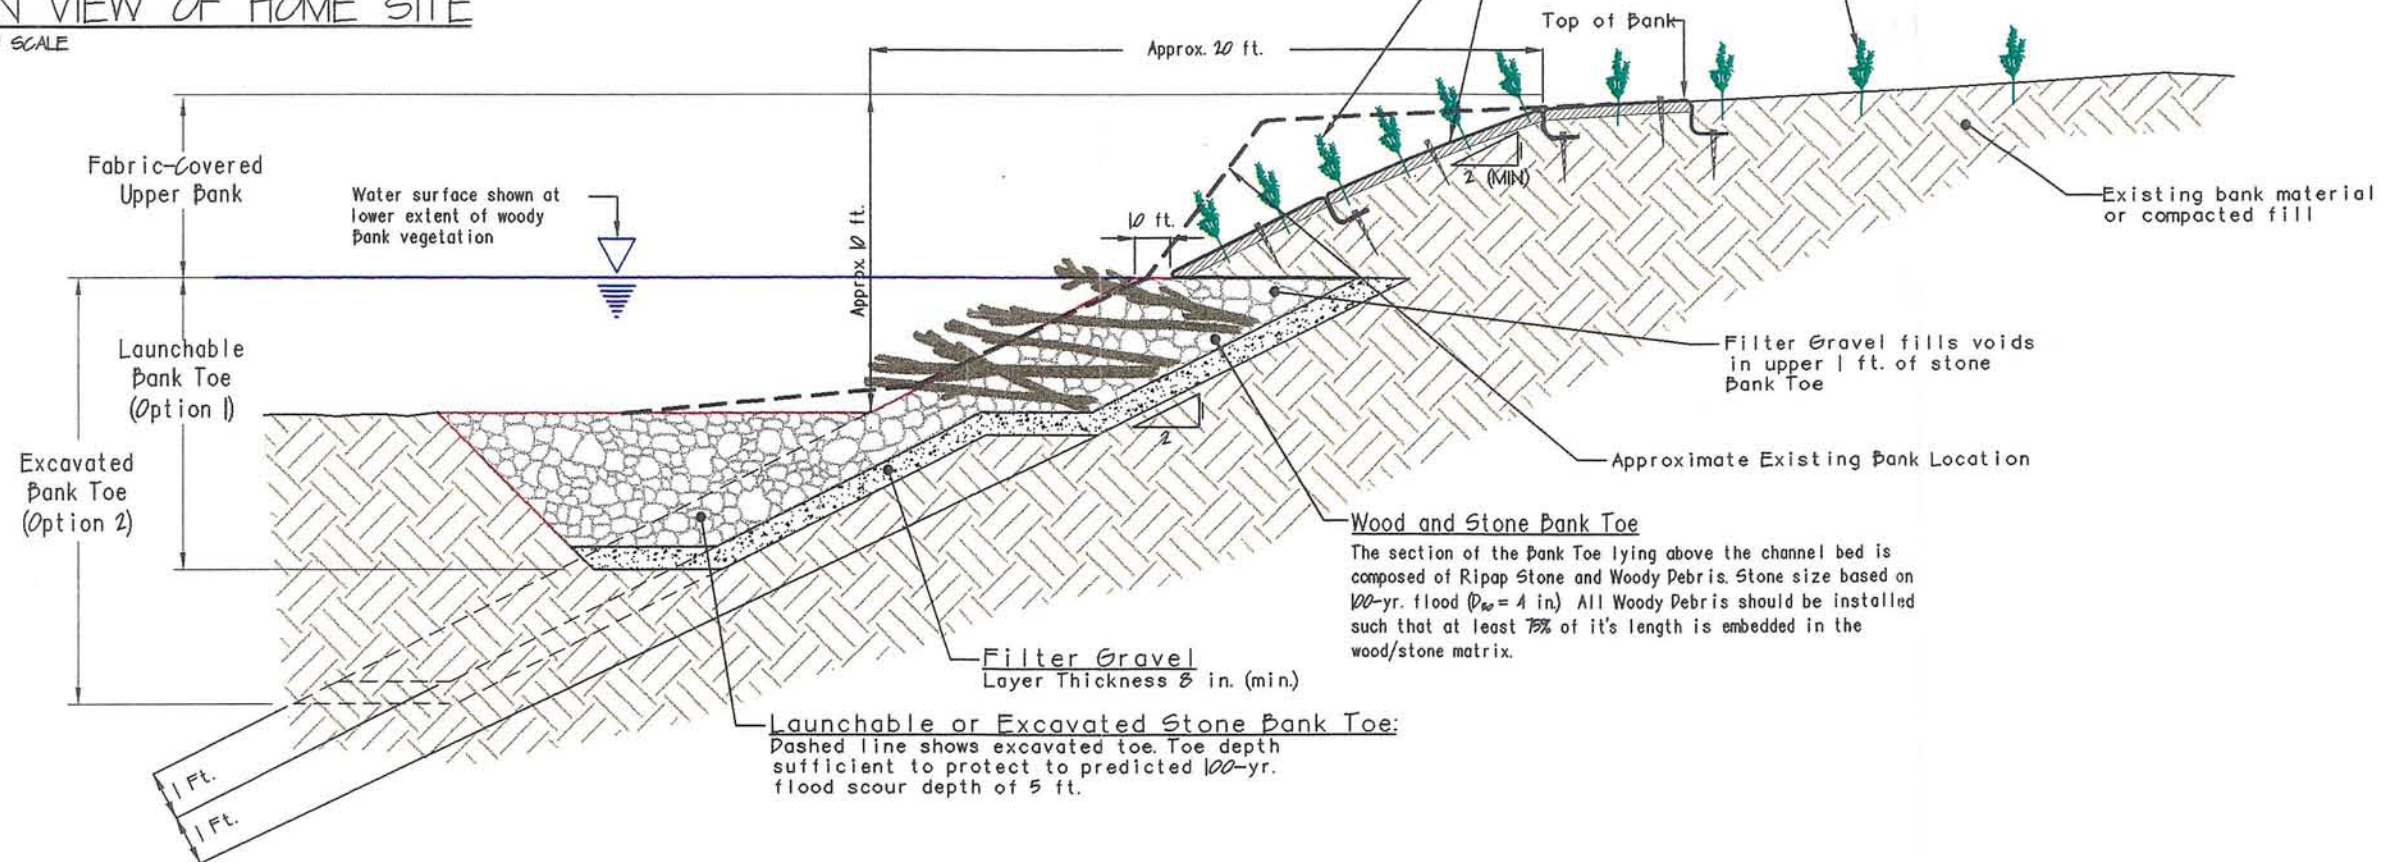 N VIEW OF HOME SITE
SCALE
Approx. 20 ft.
Top of Bank
Fabric-Covered
Upper Bank
Water surface shown at
lower extent of woody
Bank vegetation
10 ft.
Approx 10 ft.
2 (MIN)
1
Existing bank material
or compacted fill
Launchable
Bank Toe
(Option 1)
Filter Gravel fills voids
in upper 1 ft. of stone
Bank Toe
2
1
Excavated
Bank Toe
(Option 2)
Approximate Existing Bank Location
Wood and Stone Bank Toe
The section of the Bank Toe lying above the channel bed is
composed of Ripap Stone and Woody Debris. Stone size based on
100-yr. flood (D50 = 4 in.) All Woody Debris should be installed
such that at least 75% of it's length is embedded in the
wood/stone matrix.
Filter Gravel
Layer Thickness 8 in. (min.)
Launchable or Excavated Stone Bank Toe:
Dashed line shows excavated toe. Toe depth
sufficient to protect to predicted 100-yr.
flood scour depth of 5 ft.
1 Ft.
1 Ft.